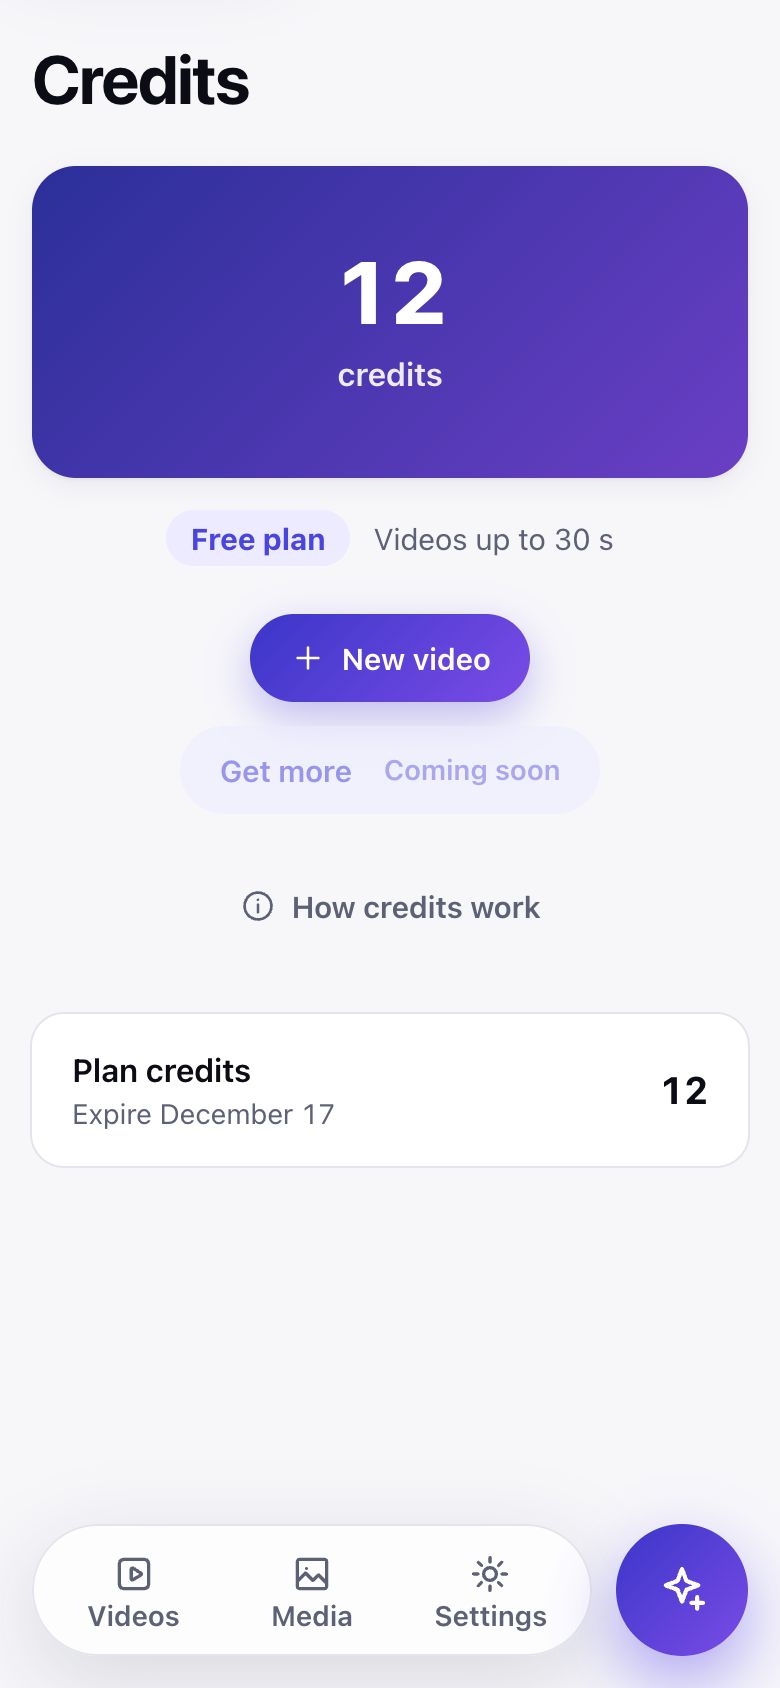 Credits
12
credits
Free plan Videos up to 30 s
New video
Get more Coming soon
How credits work
Plan credits
Expire December 17
12
Videos Media Settings